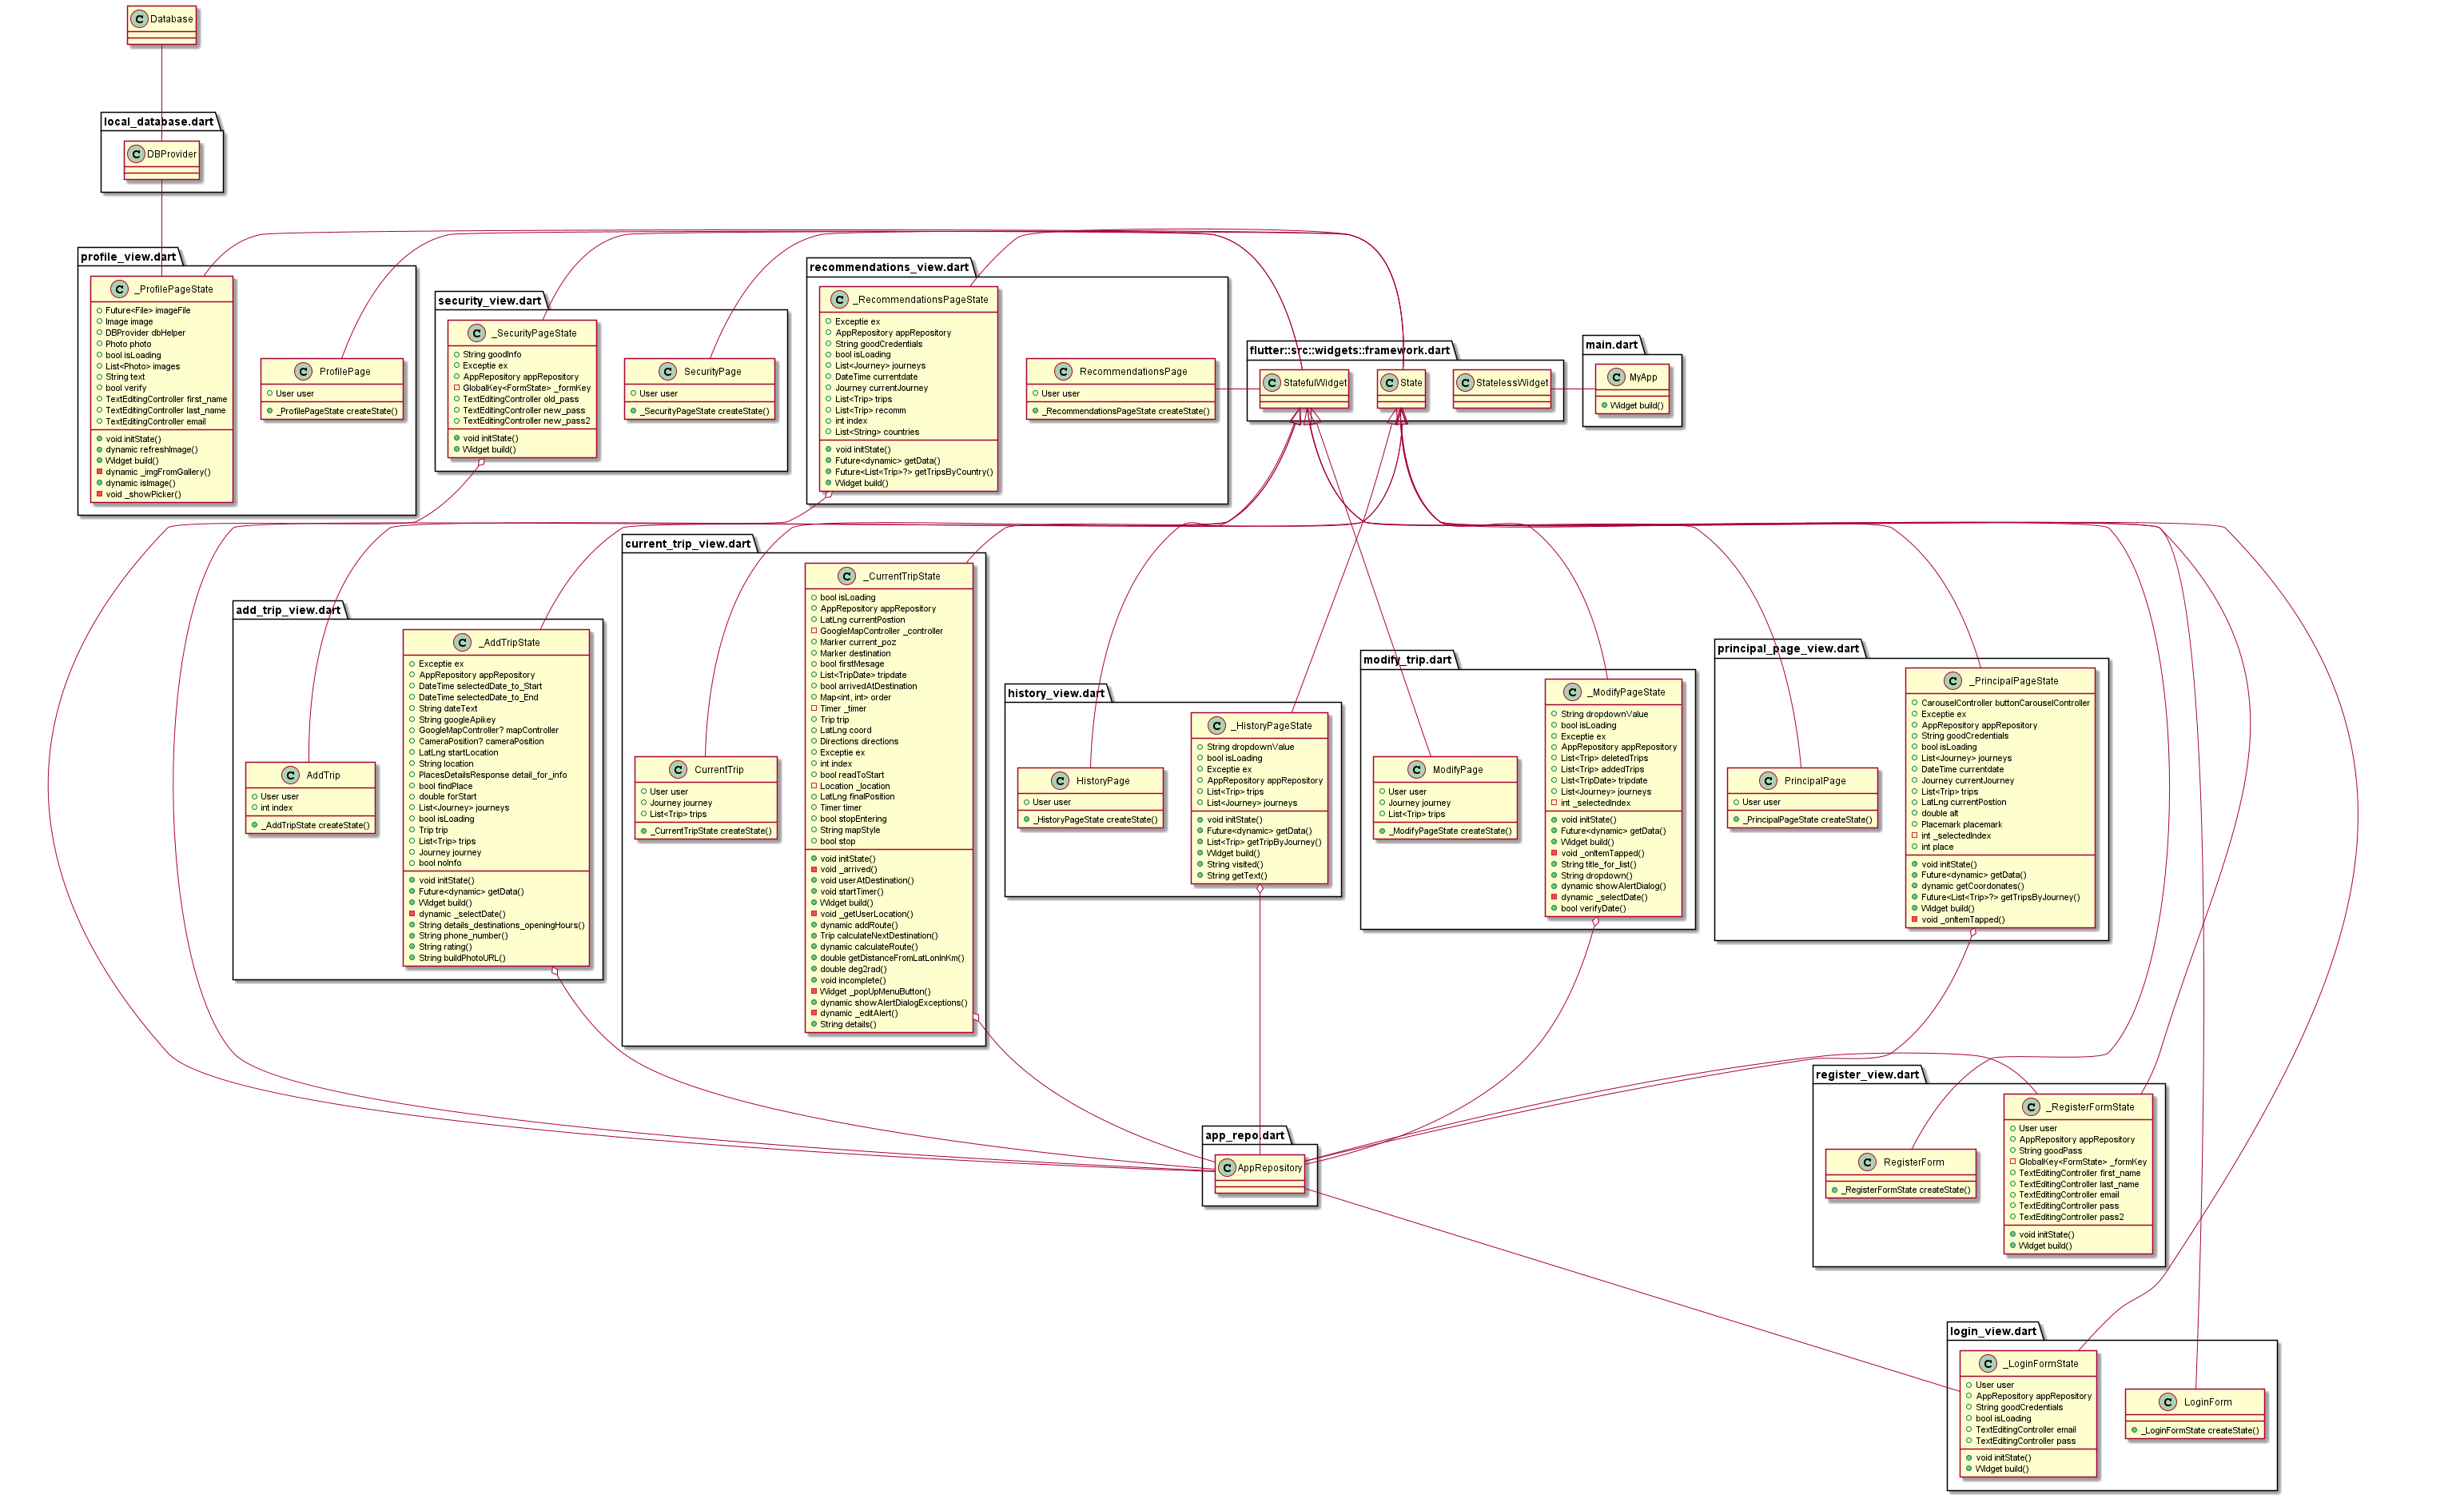 Database
local_database.dart
DBProvider
profile_view.dart
_ProfilePageState
Future<File> imageFile
Image image
DBProvider dbHelper
Photo photo
bool isLoading
List<Photo> images
String text
bool verify
TextEditingController first_name
TextEditingController last_name
TextEditingController email
void initState()
dynamic refreshImage()
Widget build()
dynamic _imgFromGallery()
dynamic isImage()
void _showPicker()
ProfilePage
User user
_ProfilePageState createState()
security_view.dart
_SecurityPageState
String goodInfo
Exceptie ex
AppRepository appRepository
GlobalKey<FormState> _formKey
TextEditingController old_pass
TextEditingController new_pass
TextEditingController new_pass2
void initState()
Widget build()
SecurityPage
User user
_SecurityPageState createState()
recommendations_view.dart
_RecommendationsPageState
Exceptie ex
AppRepository appRepository
String goodCredentials
bool isLoading
List<Journey> journeys
DateTime currentdate
Journey currentJourney
List<Trip> trips
List<Trip> recomm
int index
List<String> countries
void initState()
Future<dynamic> getData()
Future<List<Trip>?> getTripsByCountry()
Widget build()
RecommendationsPage
User user
_RecommendationsPageState createState()
flutter::src::widgets::framework.dart
StatefulWidget
State
StatelessWidget
main.dart
MyApp
Widget build()
add_trip_view.dart
AddTrip
User user
int index
_AddTripState createState()
_AddTripState
Exceptie ex
AppRepository appRepository
DateTime selectedDate_to_Start
DateTime selectedDate_to_End
String dateText
String googleApikey
GoogleMapController? mapController
CameraPosition? cameraPosition
LatLng startLocation
String location
PlacesDetailsResponse detail_for_info
bool findPlace
double forStart
List<Journey> journeys
bool isLoading
Trip trip
List<Trip> trips
Journey journey
bool noInfo
void initState()
Future<dynamic> getData()
Widget build()
dynamic _selectDate()
String details_destinations_openingHours()
String phone_number()
String rating()
String buildPhotoURL()
current_trip_view.dart
CurrentTrip
User user
Journey journey
List<Trip> trips
_CurrentTripState createState()
_CurrentTripState
bool isLoading
AppRepository appRepository
LatLng currentPostion
GoogleMapController _controller
Marker current_poz
Marker destination
bool firstMesage
List<TripDate> tripdate
bool arrivedAtDestination
Map<int, int> order
Timer _timer
Trip trip
LatLng coord
Directions directions
Exceptie ex
int index
bool readToStart
Location _location
LatLng finalPosition
Timer timer
bool stopEntering
String mapStyle
bool stop
void initState()
void _arrived()
void userAtDestination()
void startTimer()
Widget build()
void _getUserLocation()
dynamic addRoute()
Trip calculateNextDestination()
dynamic calculateRoute()
double getDistanceFromLatLonInKm()
double deg2rad()
void incomplete()
Widget _popUpMenuButton()
dynamic showAlertDialogExceptions()
dynamic _editAlert()
String details()
history_view.dart
HistoryPage
User user
_HistoryPageState createState()
_HistoryPageState
String dropdownValue
bool isLoading
Exceptie ex
AppRepository appRepository
List<Trip> trips
List<Journey> journeys
void initState()
Future<dynamic> getData()
List<Trip> getTripByJourney()
Widget build()
String visited()
String getText()
modify_trip.dart
ModifyPage
User user
Journey journey
List<Trip> trips
_ModifyPageState createState()
_ModifyPageState
String dropdownValue
bool isLoading
Exceptie ex
AppRepository appRepository
List<Trip> deletedTrips
List<Trip> addedTrips
List<TripDate> tripdate
List<Journey> journeys
int _selectedIndex
void initState()
Future<dynamic> getData()
Widget build()
void _onItemTapped()
String title_for_list()
String dropdown()
dynamic showAlertDialog()
dynamic _selectDate()
bool verifyDate()
principal_page_view.dart
PrincipalPage
User user
_PrincipalPageState createState()
_PrincipalPageState
CarouselController buttonCarouselController
Exceptie ex
AppRepository appRepository
String goodCredentials
bool isLoading
List<Journey> journeys
DateTime currentdate
Journey currentJourney
List<Trip> trips
LatLng currentPostion
double alt
Placemark placemark
int _selectedIndex
int place
void initState()
Future<dynamic> getData()
dynamic getCoordonates()
Future<List<Trip>?> getTripsByJourney()
Widget build()
void _onItemTapped()
app_repo.dart
AppRepository
register_view.dart
RegisterForm
_RegisterFormState createState()
_RegisterFormState
User user
AppRepository appRepository
String goodPass
GlobalKey<FormState> _formKey
TextEditingController first_name
TextEditingController last_name
TextEditingController email
TextEditingController pass
TextEditingController pass2
void initState()
Widget build()
login_view.dart
_LoginFormState
User user
AppRepository appRepository
String goodCredentials
bool isLoading
TextEditingController email
TextEditingController pass
void initState()
Widget build()
LoginForm
_LoginFormState createState()